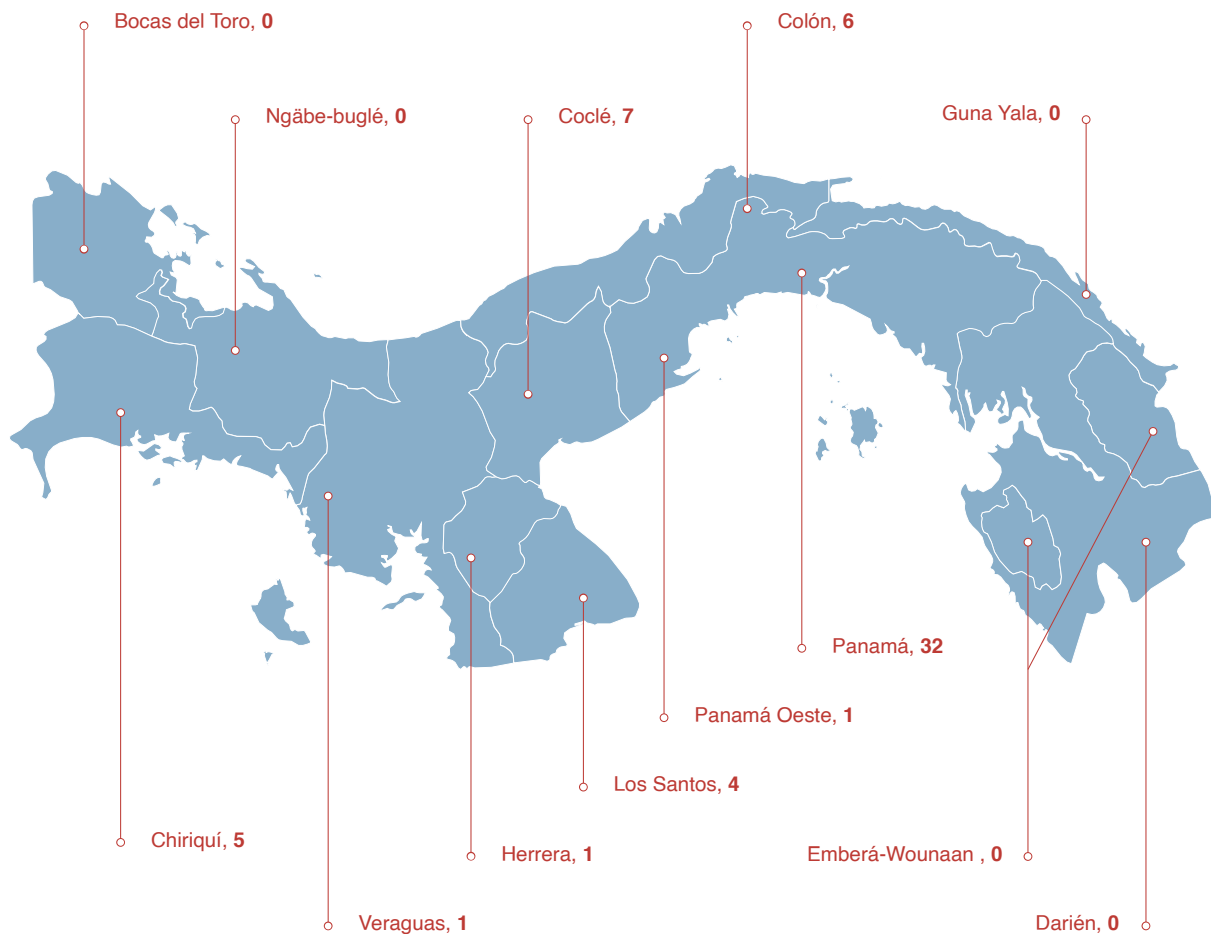 Bocas del Toro, 0
Colón, 6
Ngäbe-buglé, 0
Coclé, 7
Guna Yala, 0
Panamá, 32
Panamá Oeste, 1
Los Santos, 4
Chiriquí, 5
Herrera, 1
Emberá-Wounaan , 0
Veraguas, 1
Darién, 0